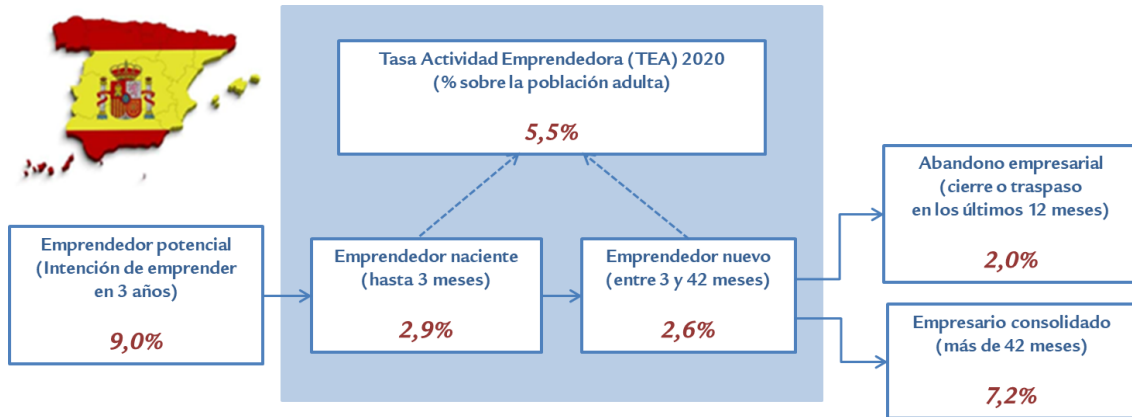 Tasa Actividad Emprendedora (TEA) 2020
(% sobre la población adulta)
5,5%
Emprendedor potencial
(Intención de emprender
en 3 años)
9,0%
Emprendedor naciente
(hasta 3 meses)
2,9%
Emprendedor nuevo
(entre 3 y 42 meses)
2,6%
Abandono empresarial
(cierre o traspaso
en los últimos 12 meses)
2,0%
Empresario consolidado
(más de 42 meses)
7,2%